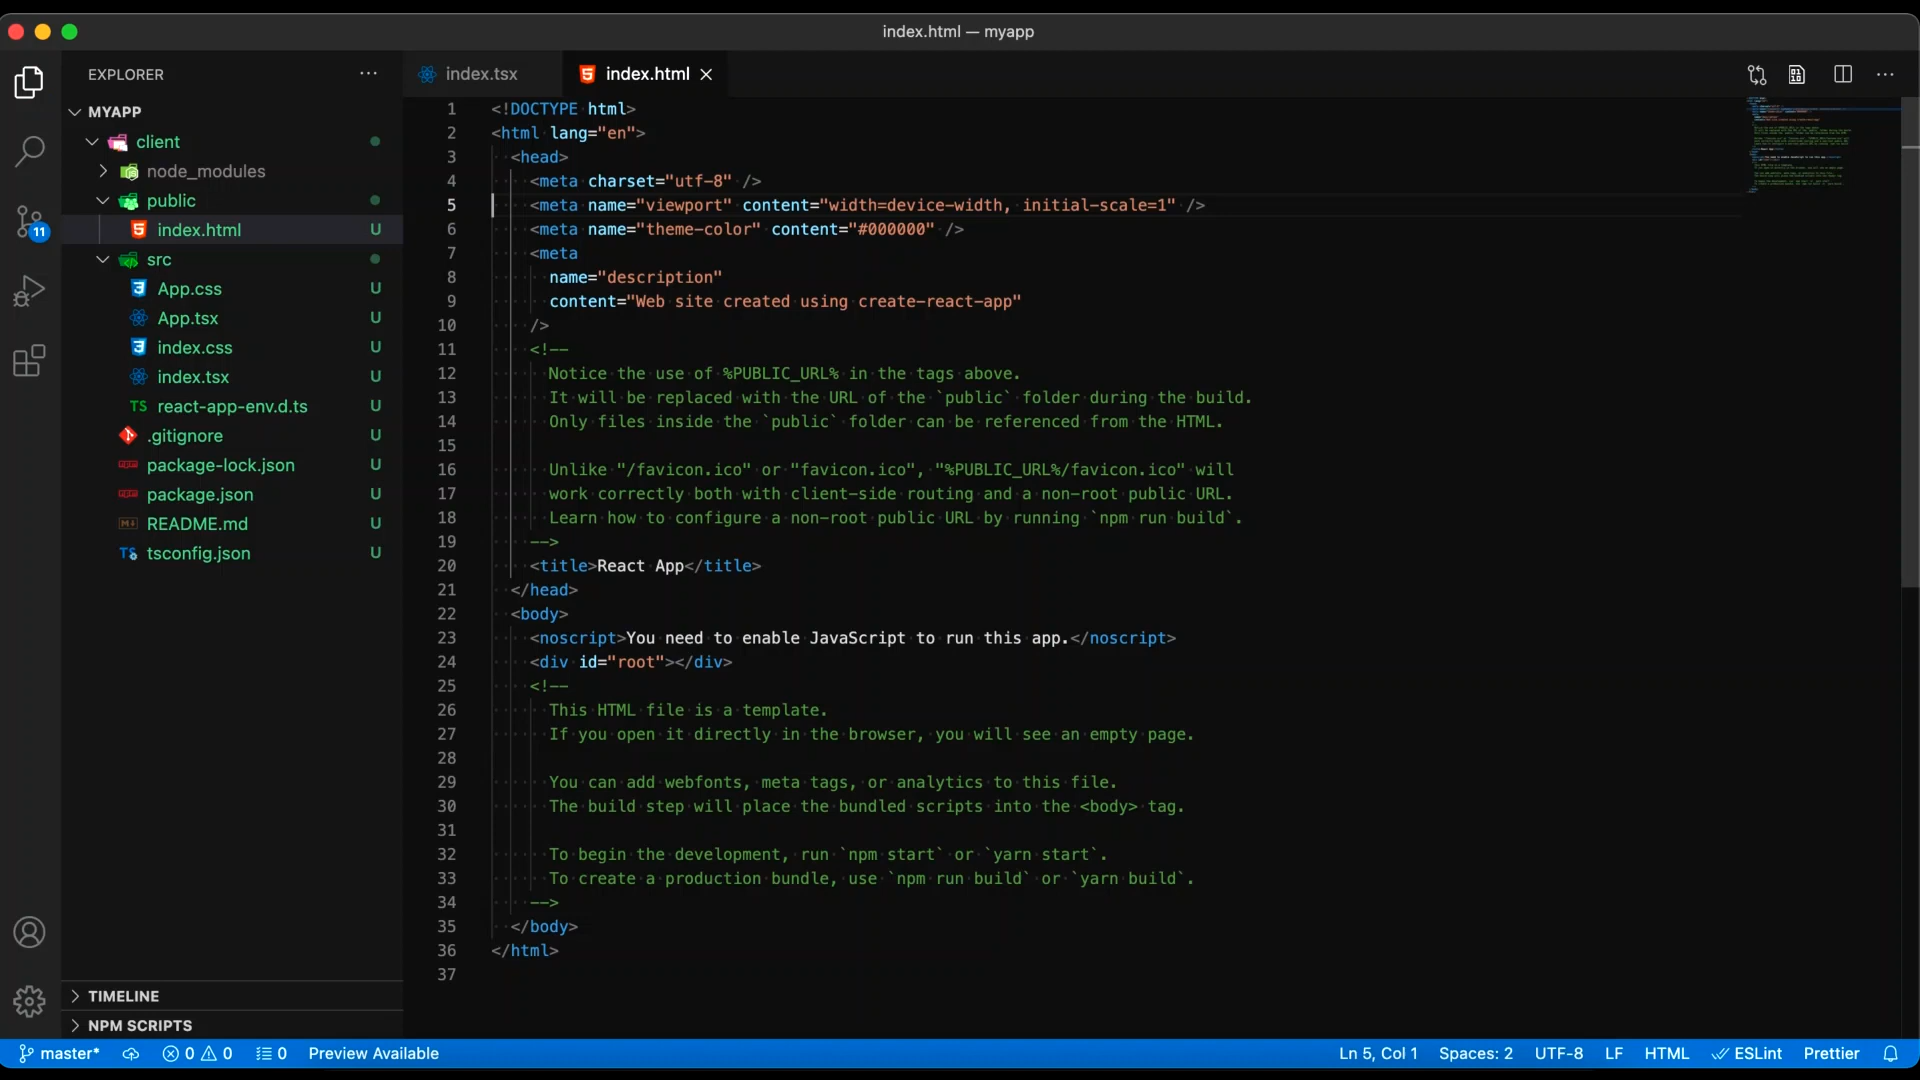 index.html — myapp
EXPLORER
MYAPP
client
node_modules
public
index.html U
src
App.css U
App.tsx U
index.css U
index.tsx U
TS react-app-env.d.ts U
.gitignore U
package-lock.json U
package.json U
README.md U
TS tsconfig.json U
TIMELINE
NPM SCRIPTS
11
index.tsx
index.html
1 <!DOCTYPE html>
2 <html lang="en">
3 <head>
4 <meta charset="utf-8" />
5 <meta name="viewport" content="width=device-width, initial-scale=1" />
6 <meta name="theme-color" content="#000000" />
7 <meta
8 name="description"
9 content="Web site created using create-react-app"
10 />
11 <!--
12 Notice the use of %PUBLIC_URL% in the tags above.
13 It will be replaced with the URL of the `public` folder during the build.
14 Only files inside the `public` folder can be referenced from the HTML.
15
16 Unlike "/favicon.ico" or "favicon.ico", "%PUBLIC_URL%/favicon.ico" will
17 work correctly both with client-side routing and a non-root public URL.
18 Learn how to configure a non-root public URL by running `npm run build`.
19 -->
20 <title>React App</title>
21 </head>
22 <body>
23 <noscript>You need to enable JavaScript to run this app.</noscript>
24 <div id="root"></div>
25 <!--
26 This HTML file is a template.
27 If you open it directly in the browser, you will see an empty page.
28
29 You can add webfonts, meta tags, or analytics to this file.
30 The build step will place the bundled scripts into the <body> tag.
31
32 To begin the development, run `npm start` or `yarn start`.
33 To create a production bundle, use `npm run build` or `yarn build`.
34 -->
35 </body>
36 </html>
37
master* 0 0 0 Preview Available Ln 5, Col 1 Spaces: 2 UTF-8 LF HTML ESLint Prettier